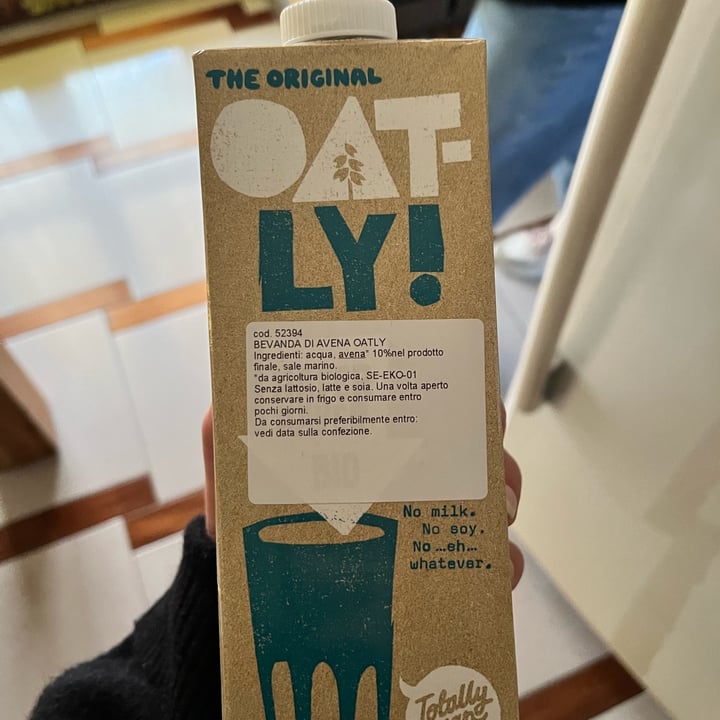 THE ORIGINAL
OAT-
LY!
cod. 52394
BEVANDA DI AVENA OATLY
Ingredienti: acqua, avena* 10%nel prodotto
finale, sale marino.
*da agricoltura biologica, SE-EKO-01
Senza lattosio, latte e soia. Una volta aperto
conservare in frigo e consumare entro
pochi giorni.
Da consumarsi preferibilmente entro:
vedi data sulla confezione.
BIO
No milk.
No soy.
No ...eh...
whatever.
Totally